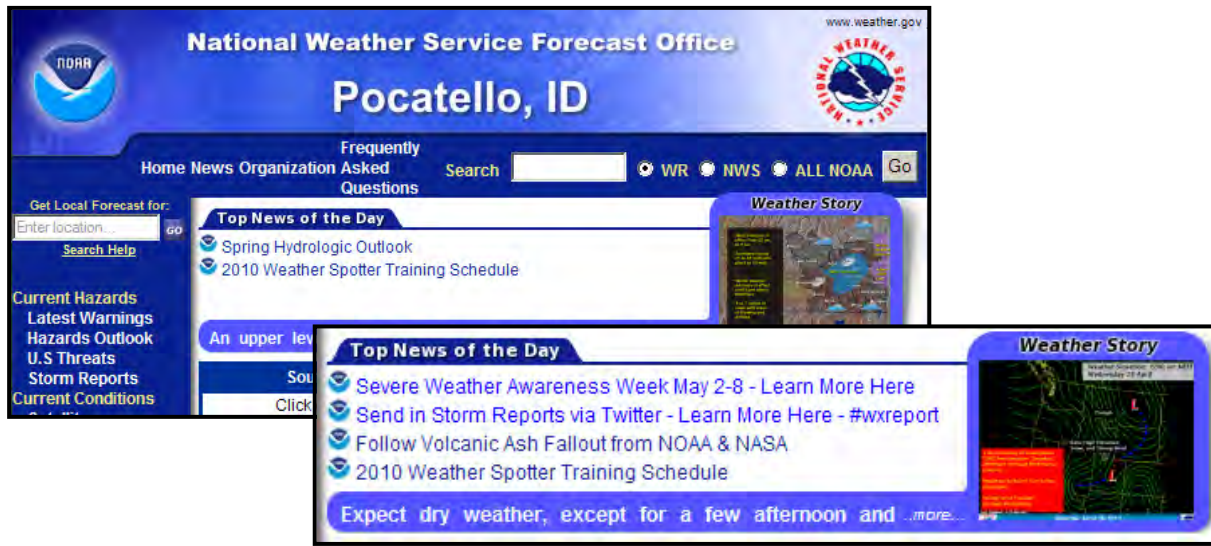 www.weather.gov
NOAA
National Weather Service Forecast Office
NATIONAL WEATHER SERVICE
Pocatello, ID
Home News Organization Frequently Asked Questions Search WR NWS ALL NOAA Go
Get Local Forecast for:
Enter location... GO
Search Help
Top News of the Day
Spring Hydrologic Outlook
2010 Weather Spotter Training Schedule
Weather Story
Current Hazards
Latest Warnings
Hazards Outlook
U.S Threats
Storm Reports
Current Conditions
An upper
Click
Top News of the Day
Severe Weather Awareness Week May 2-8 - Learn More Here
Send in Storm Reports via Twitter - Learn More Here - #wxreport
Follow Volcanic Ash Fallout from NOAA & NASA
2010 Weather Spotter Training Schedule
Expect dry weather, except for a few afternoon and ...more...
Weather Story
L
L